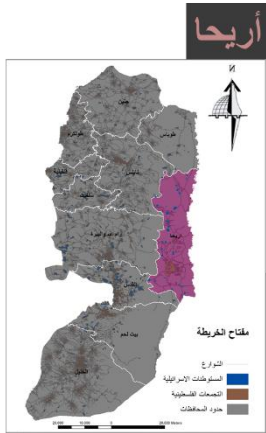 أريحا
N
جنين
طوباس
طولكرم
نابلس
قلقيلية
سلفيت
رام الله والبيرة
أريحا
القدس
بيت لحم
الخليل
مفتاح الخريطة
الشوارع
المستوطنات الاسرائيلية
التجمعات الفلسطينية
حدود المحافظات